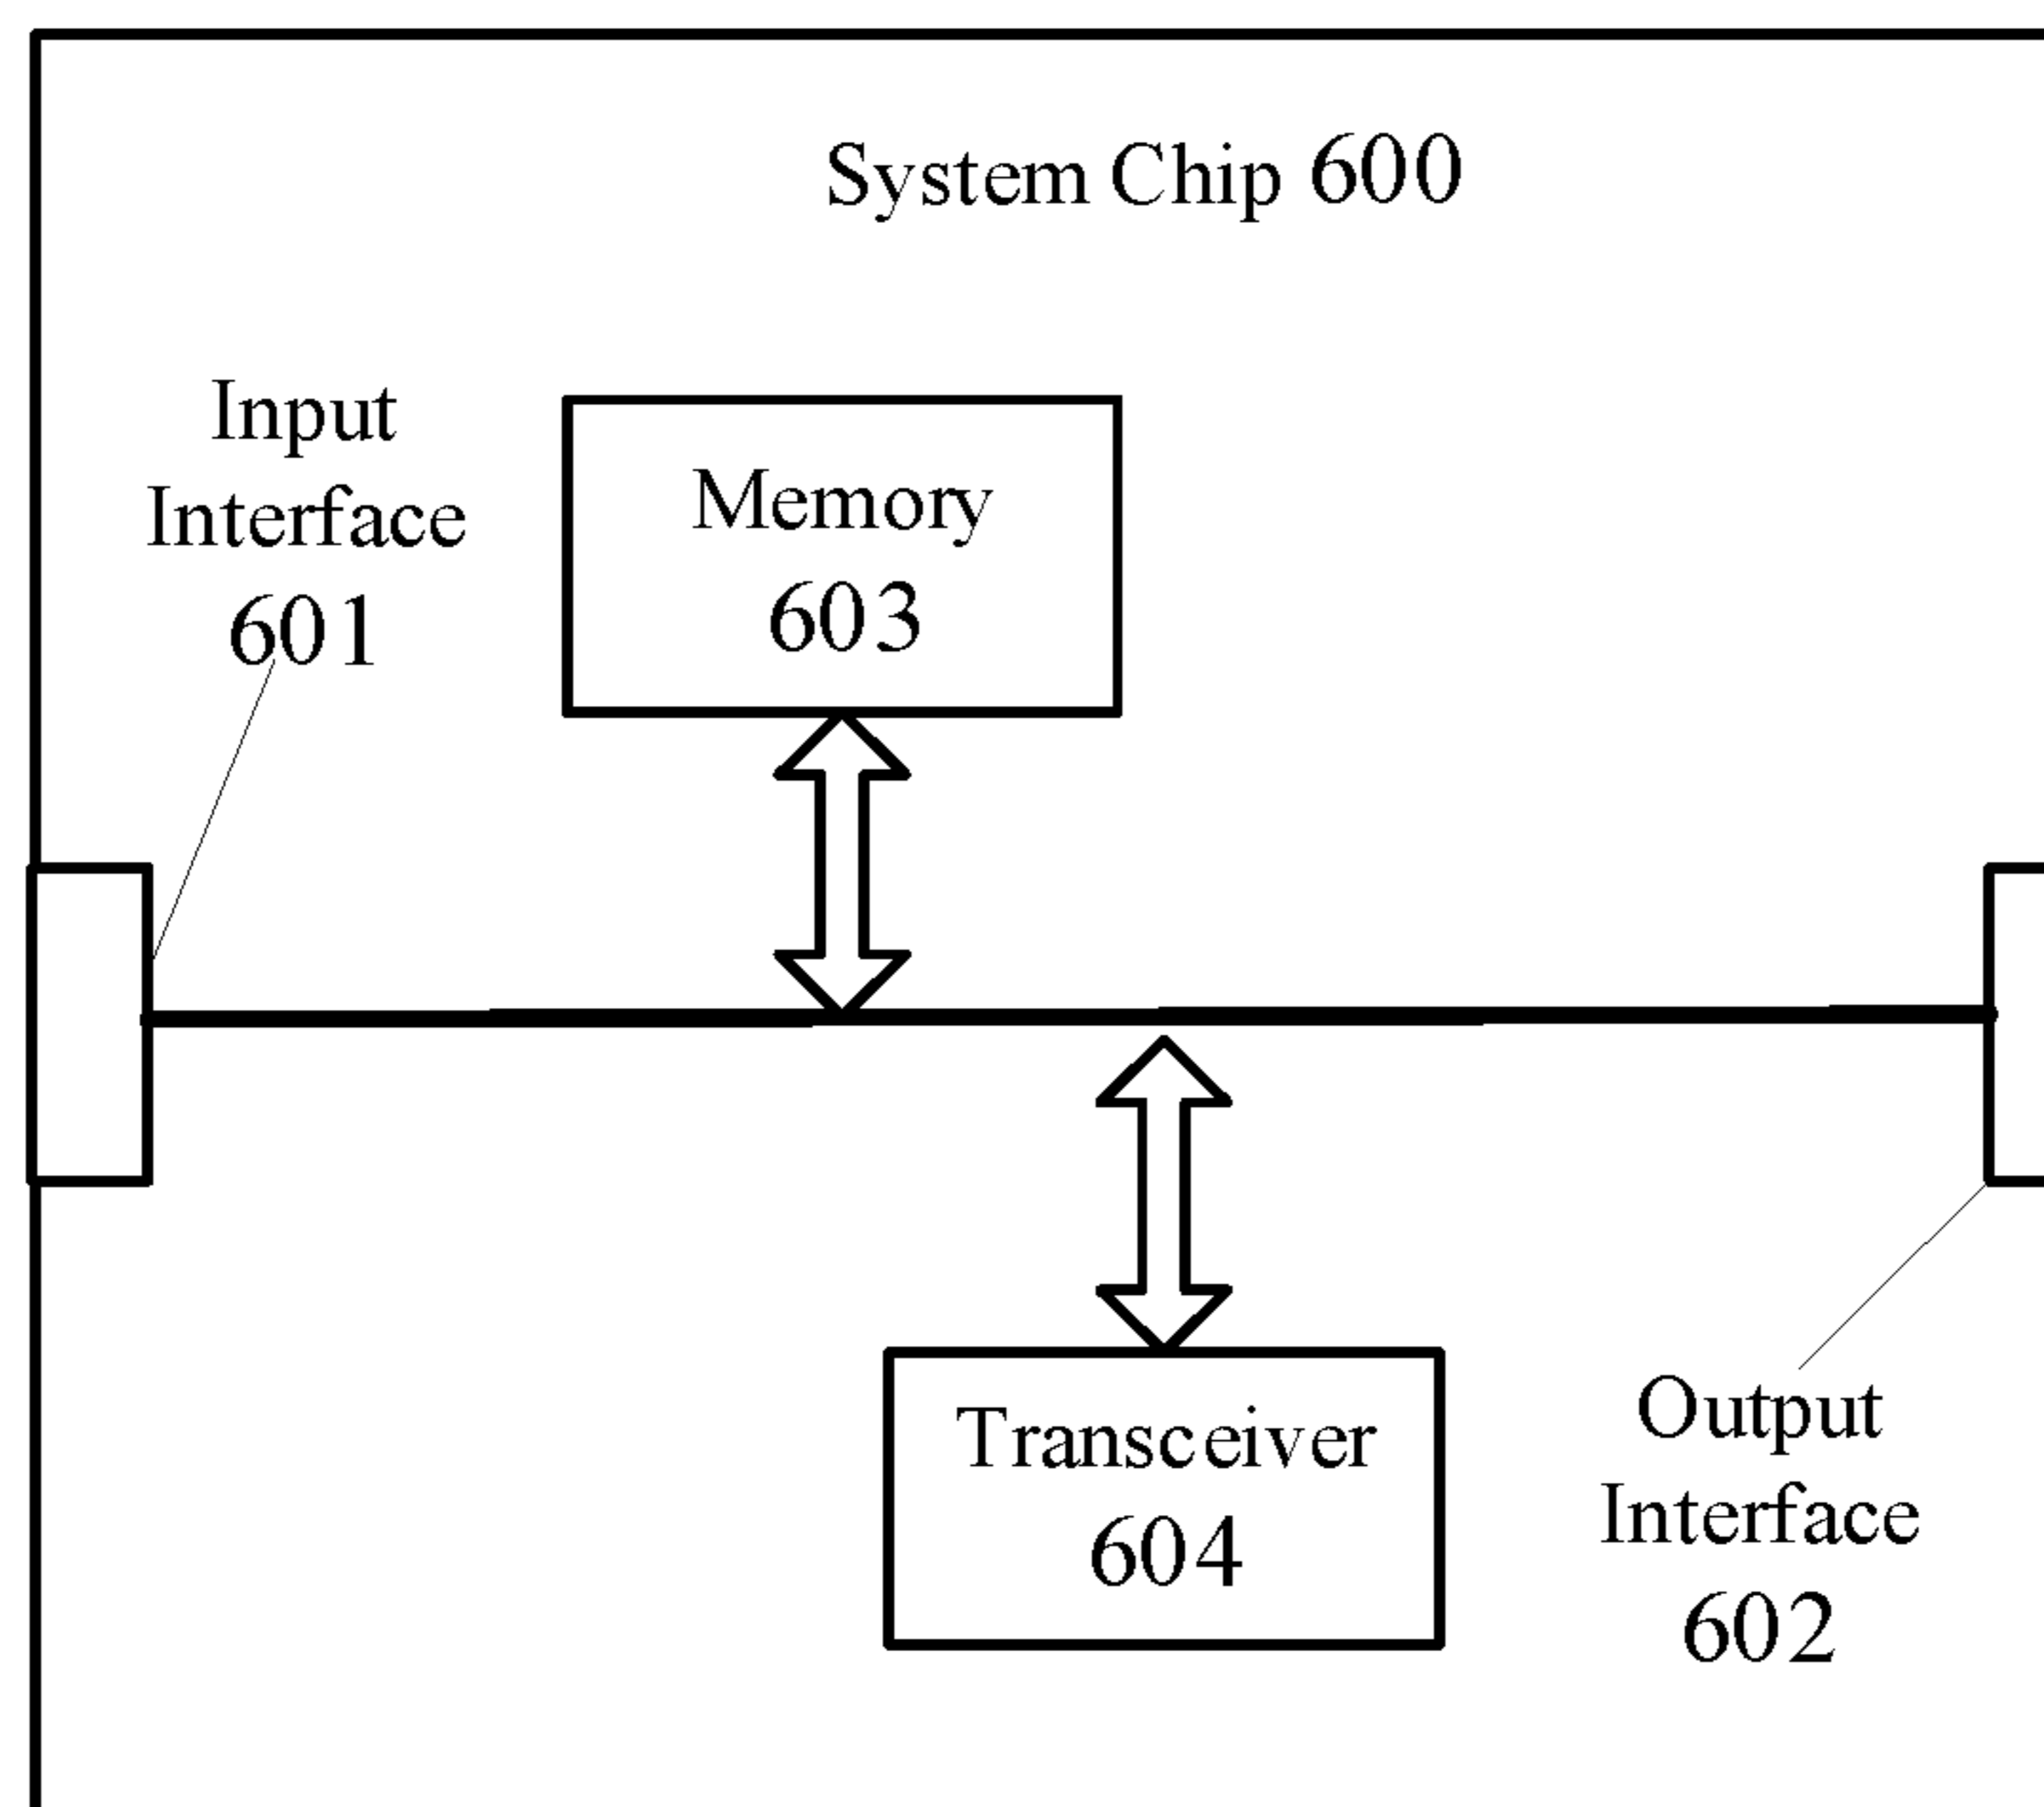 System Chip 600
Input
Interface
601
Memory
603
Transceiver
604
Output
Interface
602